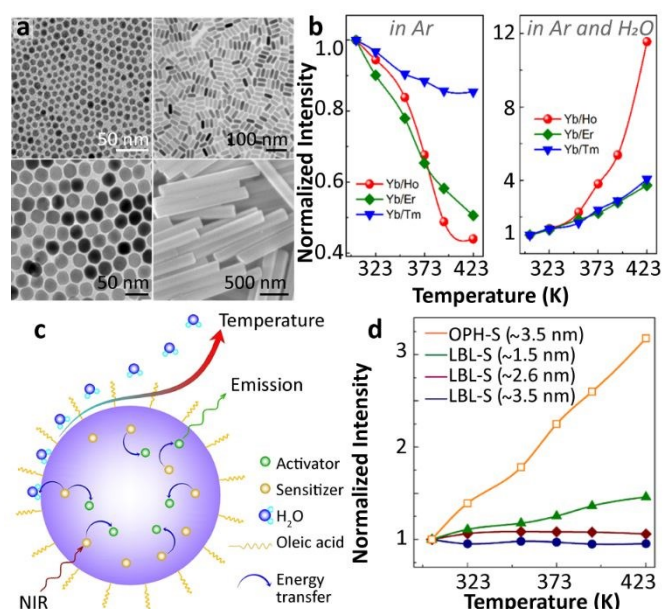 a
50 nm
100 nm
50 nm
500 nm
b
in Ar
Normalized Intensity
1.0
0.8
0.6
0.4
Yb/Ho
Yb/Er
Yb/Tm
323 373 423
in Ar and H₂O
12
8
4
1
Yb/Ho
Yb/Er
Yb/Tm
323 373 423
Temperature (K)
c
Temperature
Emission
Activator
Sensitizer
H₂O
Oleic acid
Energy
transfer
NIR
d
Normalized Intensity
3
2
1
OPH-S (~3.5 nm)
LBL-S (~1.5 nm)
LBL-S (~2.6 nm)
LBL-S (~3.5 nm)
323 373 423
Temperature (K)